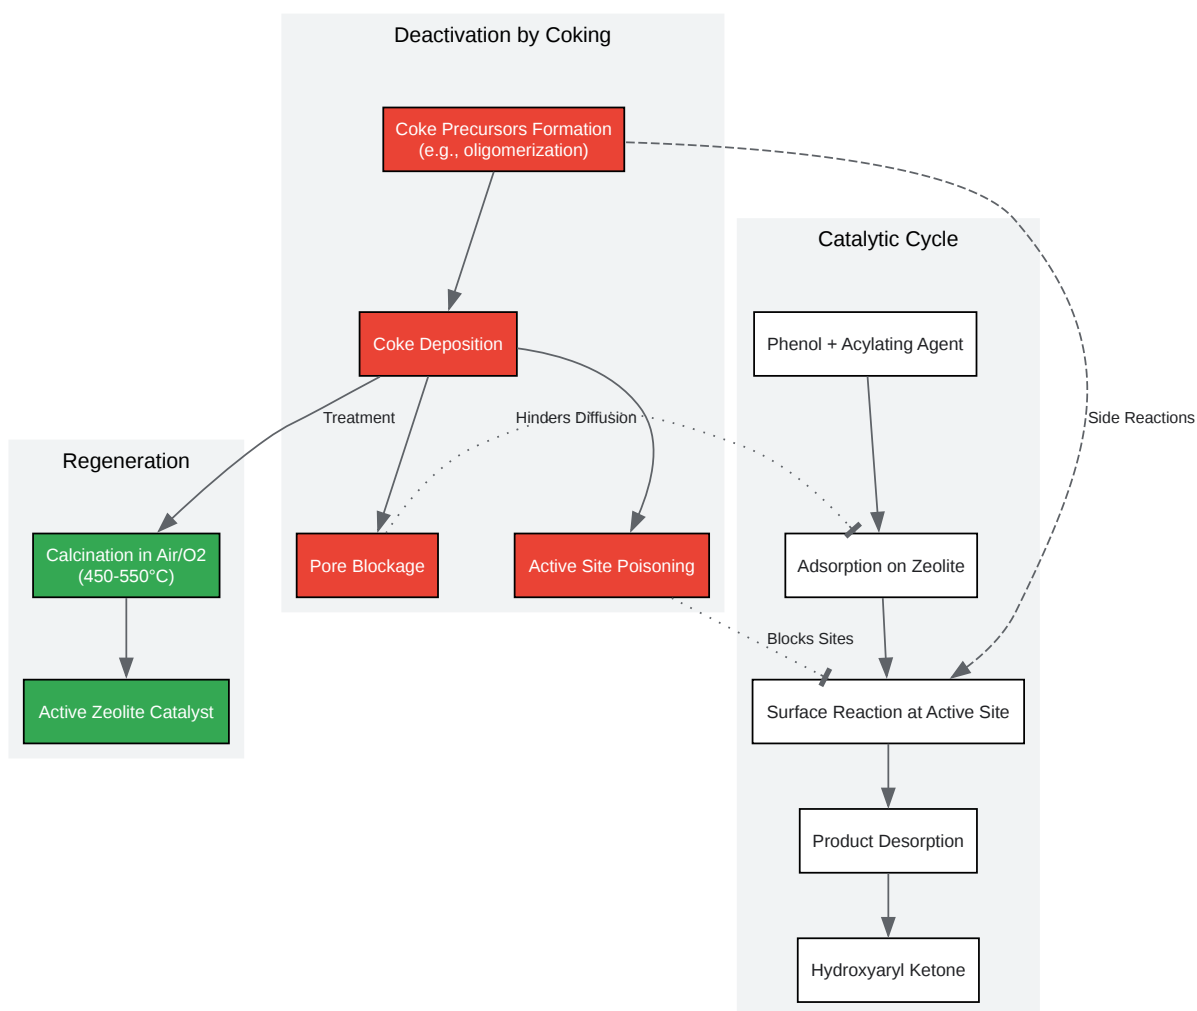 Deactivation by Coking
Coke Precursors Formation
(e.g., oligomerization)
Catalytic Cycle
Coke Deposition
Phenol + Acylating Agent
Treatment
Hinders Diffusion
Side Reactions
Regeneration
Calcination in Air/O2
(450-550°C)
Pore Blockage
Active Site Poisoning
Adsorption on Zeolite
Blocks Sites
Active Zeolite Catalyst
Surface Reaction at Active Site
Product Desorption
Hydroxyaryl Ketone